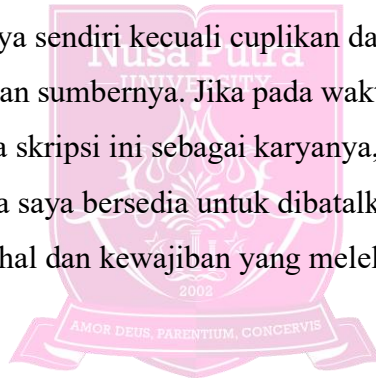 ya sendiri kecuali cuplikan da
Nusa Putra
UNIVERSITY
an sumbernya. Jika pada wakt
a skripsi ini sebagai karyanya,
a saya bersedia untuk dibatalk
hal dan kewajiban yang melek
2002
AMOR DEUS, PARENTIUM, CONCERVIS